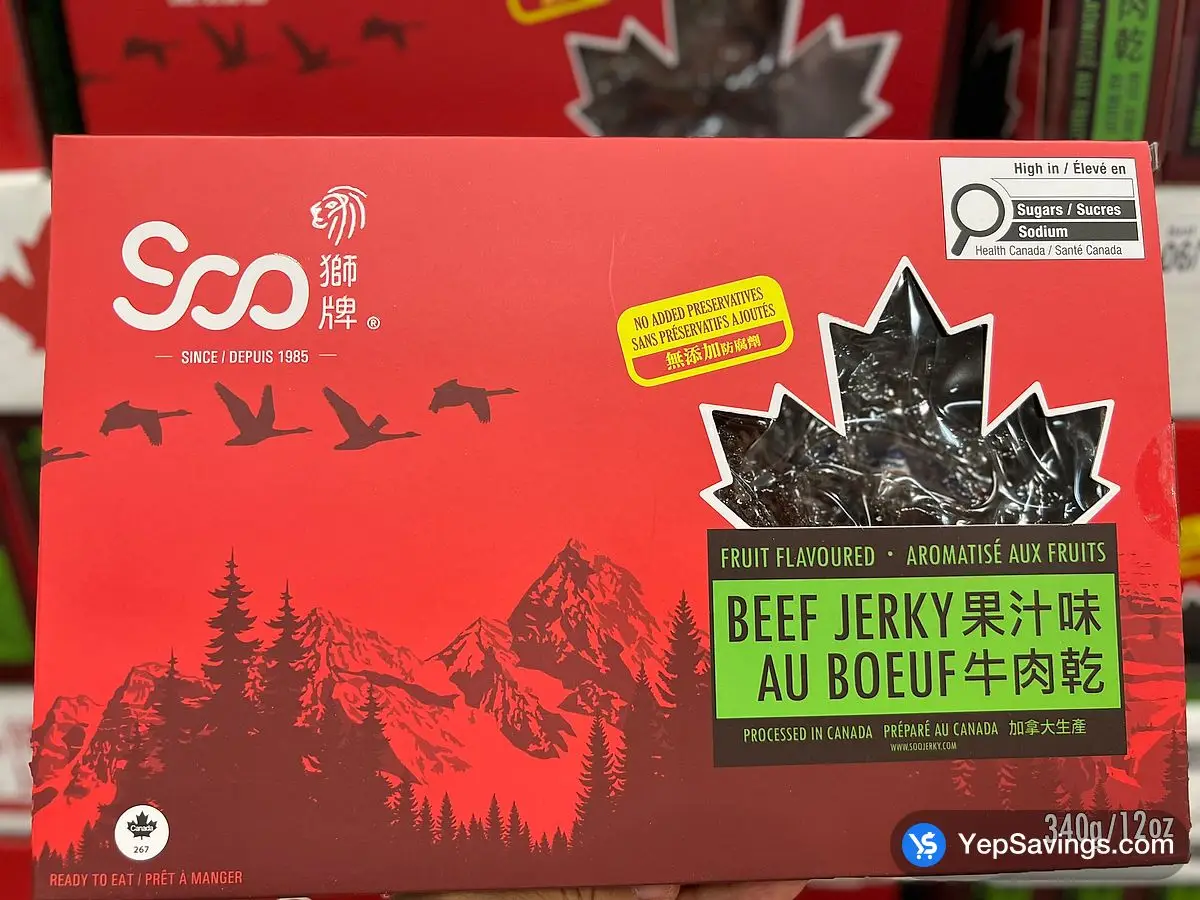 Soo
獅牌®
SINCE / DEPUIS 1985
High in / Élevé en
Sugars / Sucres
Sodium
Health Canada / Santé Canada
NO ADDED PRESERVATIVES
SANS PRÉSERVATIFS AJOUTÉS
無添加防腐劑
FRUIT FLAVOURED · AROMATISÉ AUX FRUITS
BEEF JERKY 果汁味
AU BOEUF 牛肉乾
PROCESSED IN CANADA PRÉPARÉ AU CANADA 加拿大生產
WWW.SOOJERKY.COM
Canada
267
READY TO EAT / PRÊT À MANGER
340g/12oz
YepSavings.com
肉乾